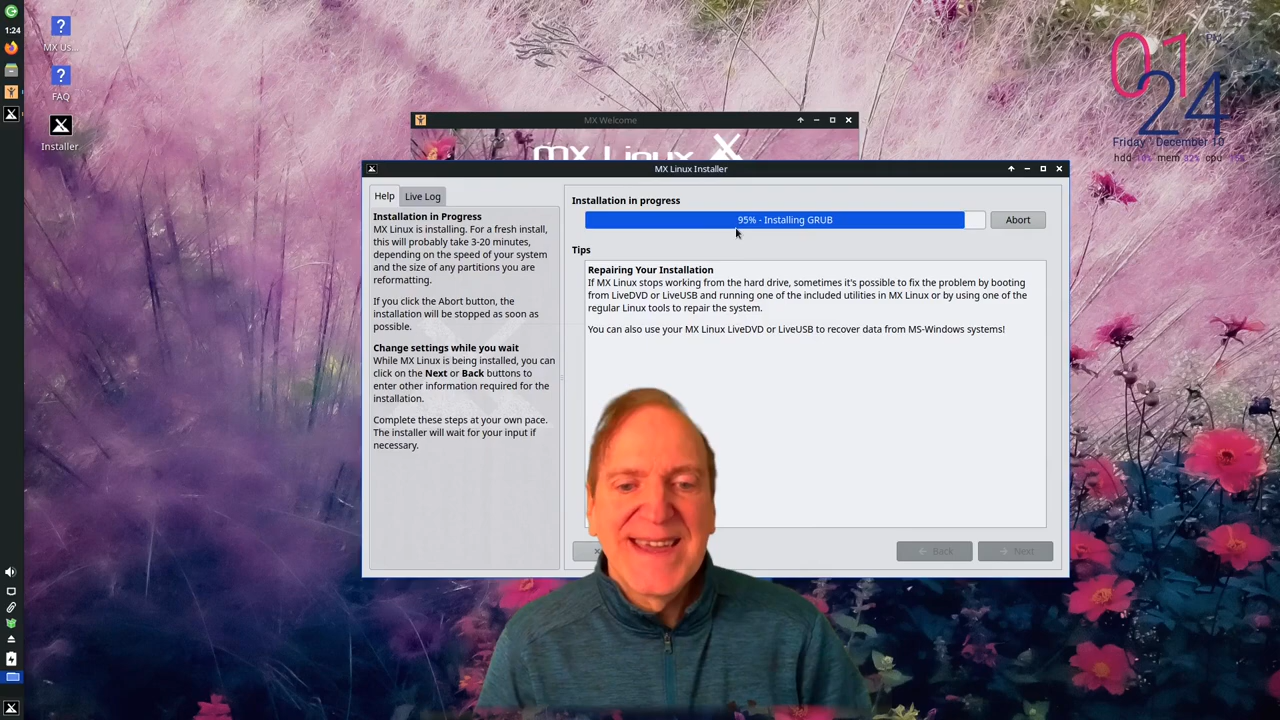 1:24
MX Us..
FAQ
Installer
01 PM
24
Friday - December 10
hdd 10% mem 32% cpu 15%
MX Welcome
mx Linux
MX Linux Installer
Help
Live Log
Installation in Progress
MX Linux is installing. For a fresh install,
this will probably take 3-20 minutes,
depending on the speed of your system
and the size of any partitions you are
reformatting.
If you click the Abort button, the
installation will be stopped as soon as
possible.
Change settings while you wait
While MX Linux is being installed, you can
click on the Next or Back buttons to
enter other information required for the
installation.
Complete these steps at your own pace.
The installer will wait for your input if
necessary.
Installation in progress
95% - Installing GRUB
Abort
Tips
Repairing Your Installation
If MX Linux stops working from the hard drive, sometimes it's possible to fix the problem by booting
from LiveDVD or LiveUSB and running one of the included utilities in MX Linux or by using one of the
regular Linux tools to repair the system.
You can also use your MX Linux LiveDVD or LiveUSB to recover data from MS-Windows systems!
Back
Next